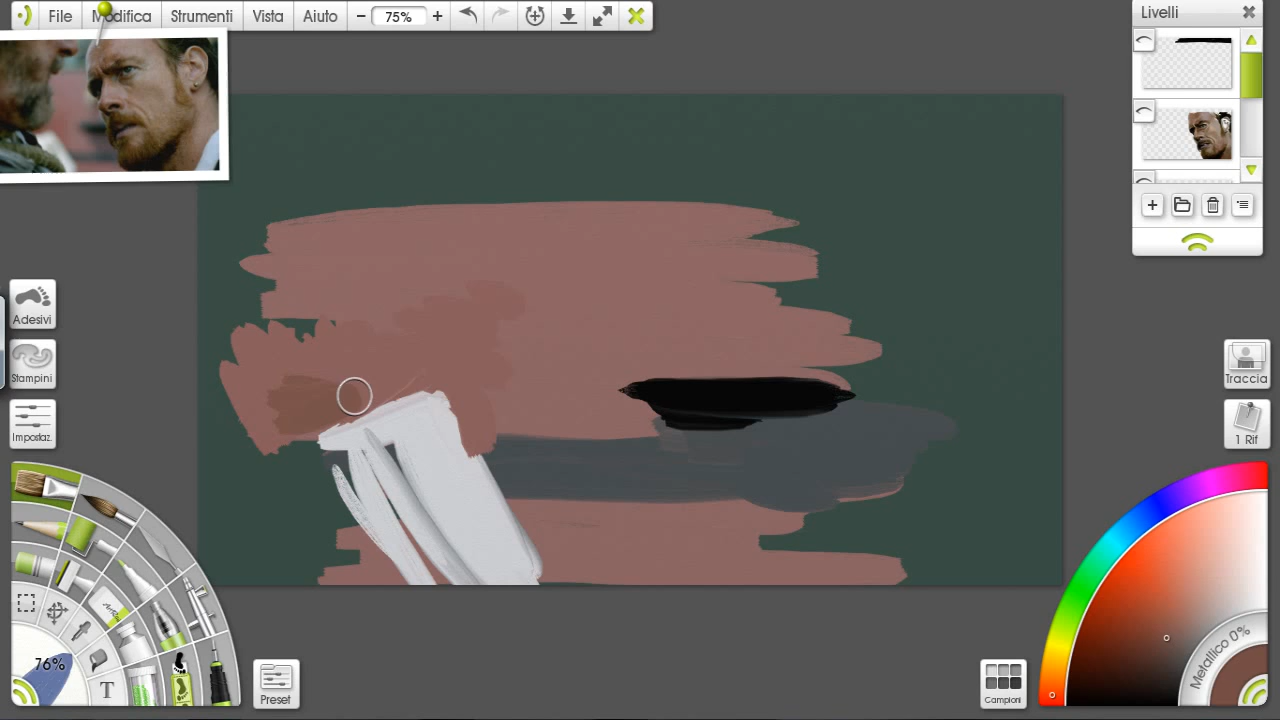 File Modifica Strumenti Vista Aiuto − 75% +
Livelli
Adesivi
Stampini
Impostaz.
Traccia
1 Rif
76%
T
Preset
Campioni
Metallico 0%